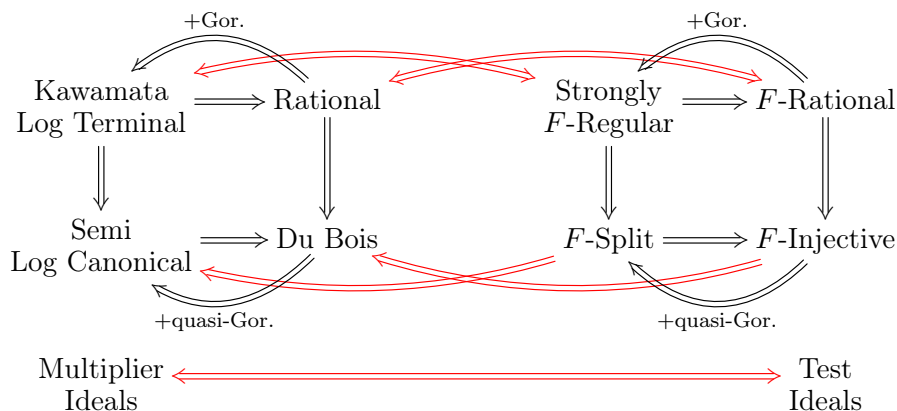 +Gor.
+Gor.
Kawamata
Log Terminal
Rational
Strongly
F-Regular
F-Rational
Semi
Log Canonical
Du Bois
F-Split
F-Injective
+quasi-Gor.
+quasi-Gor.
Multiplier
Ideals
Test
Ideals